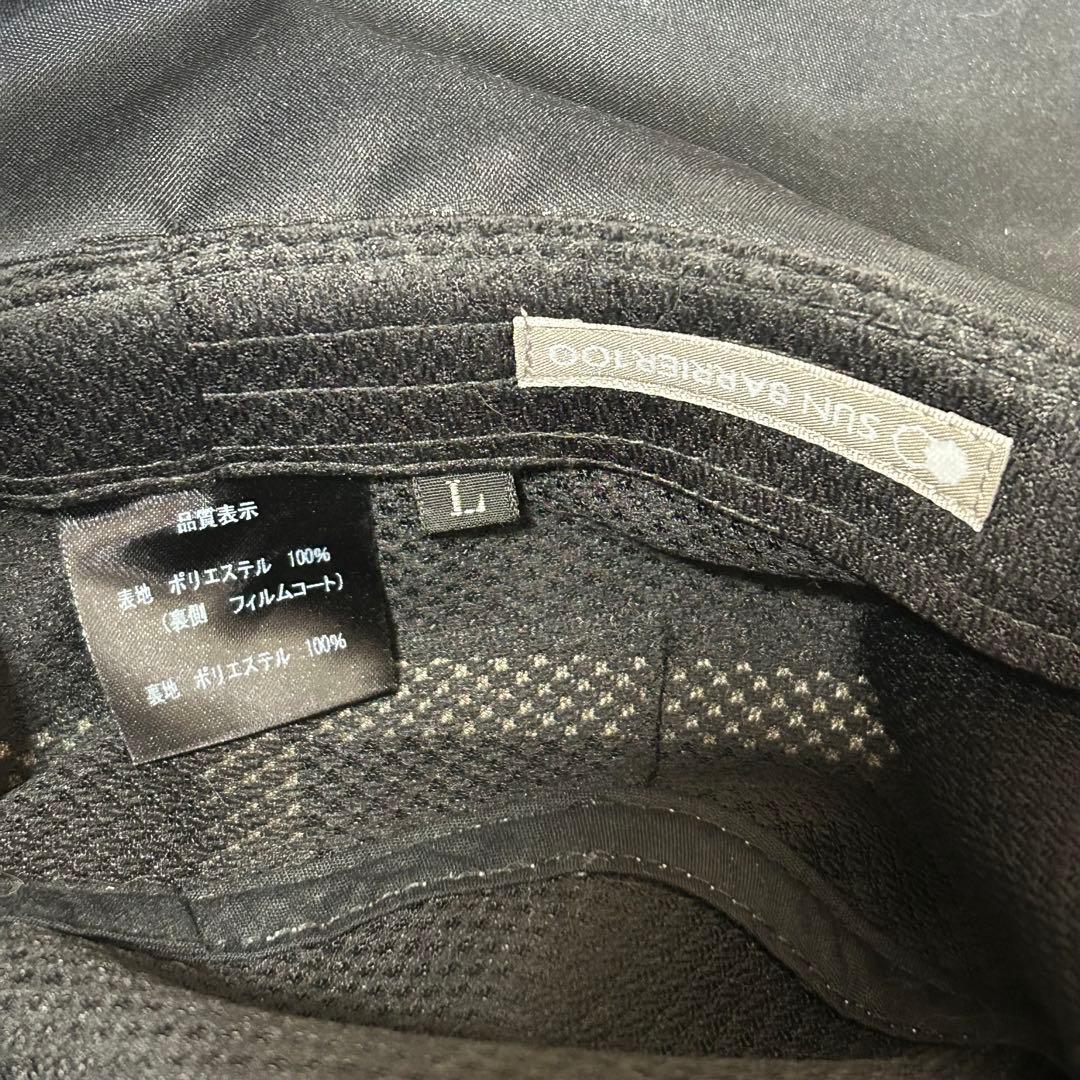 SUN BARRIER100
L
品質表示
表地 ポリエステル 100%
(裏側 フィルムコート)
裏地 ポリエステル 100%